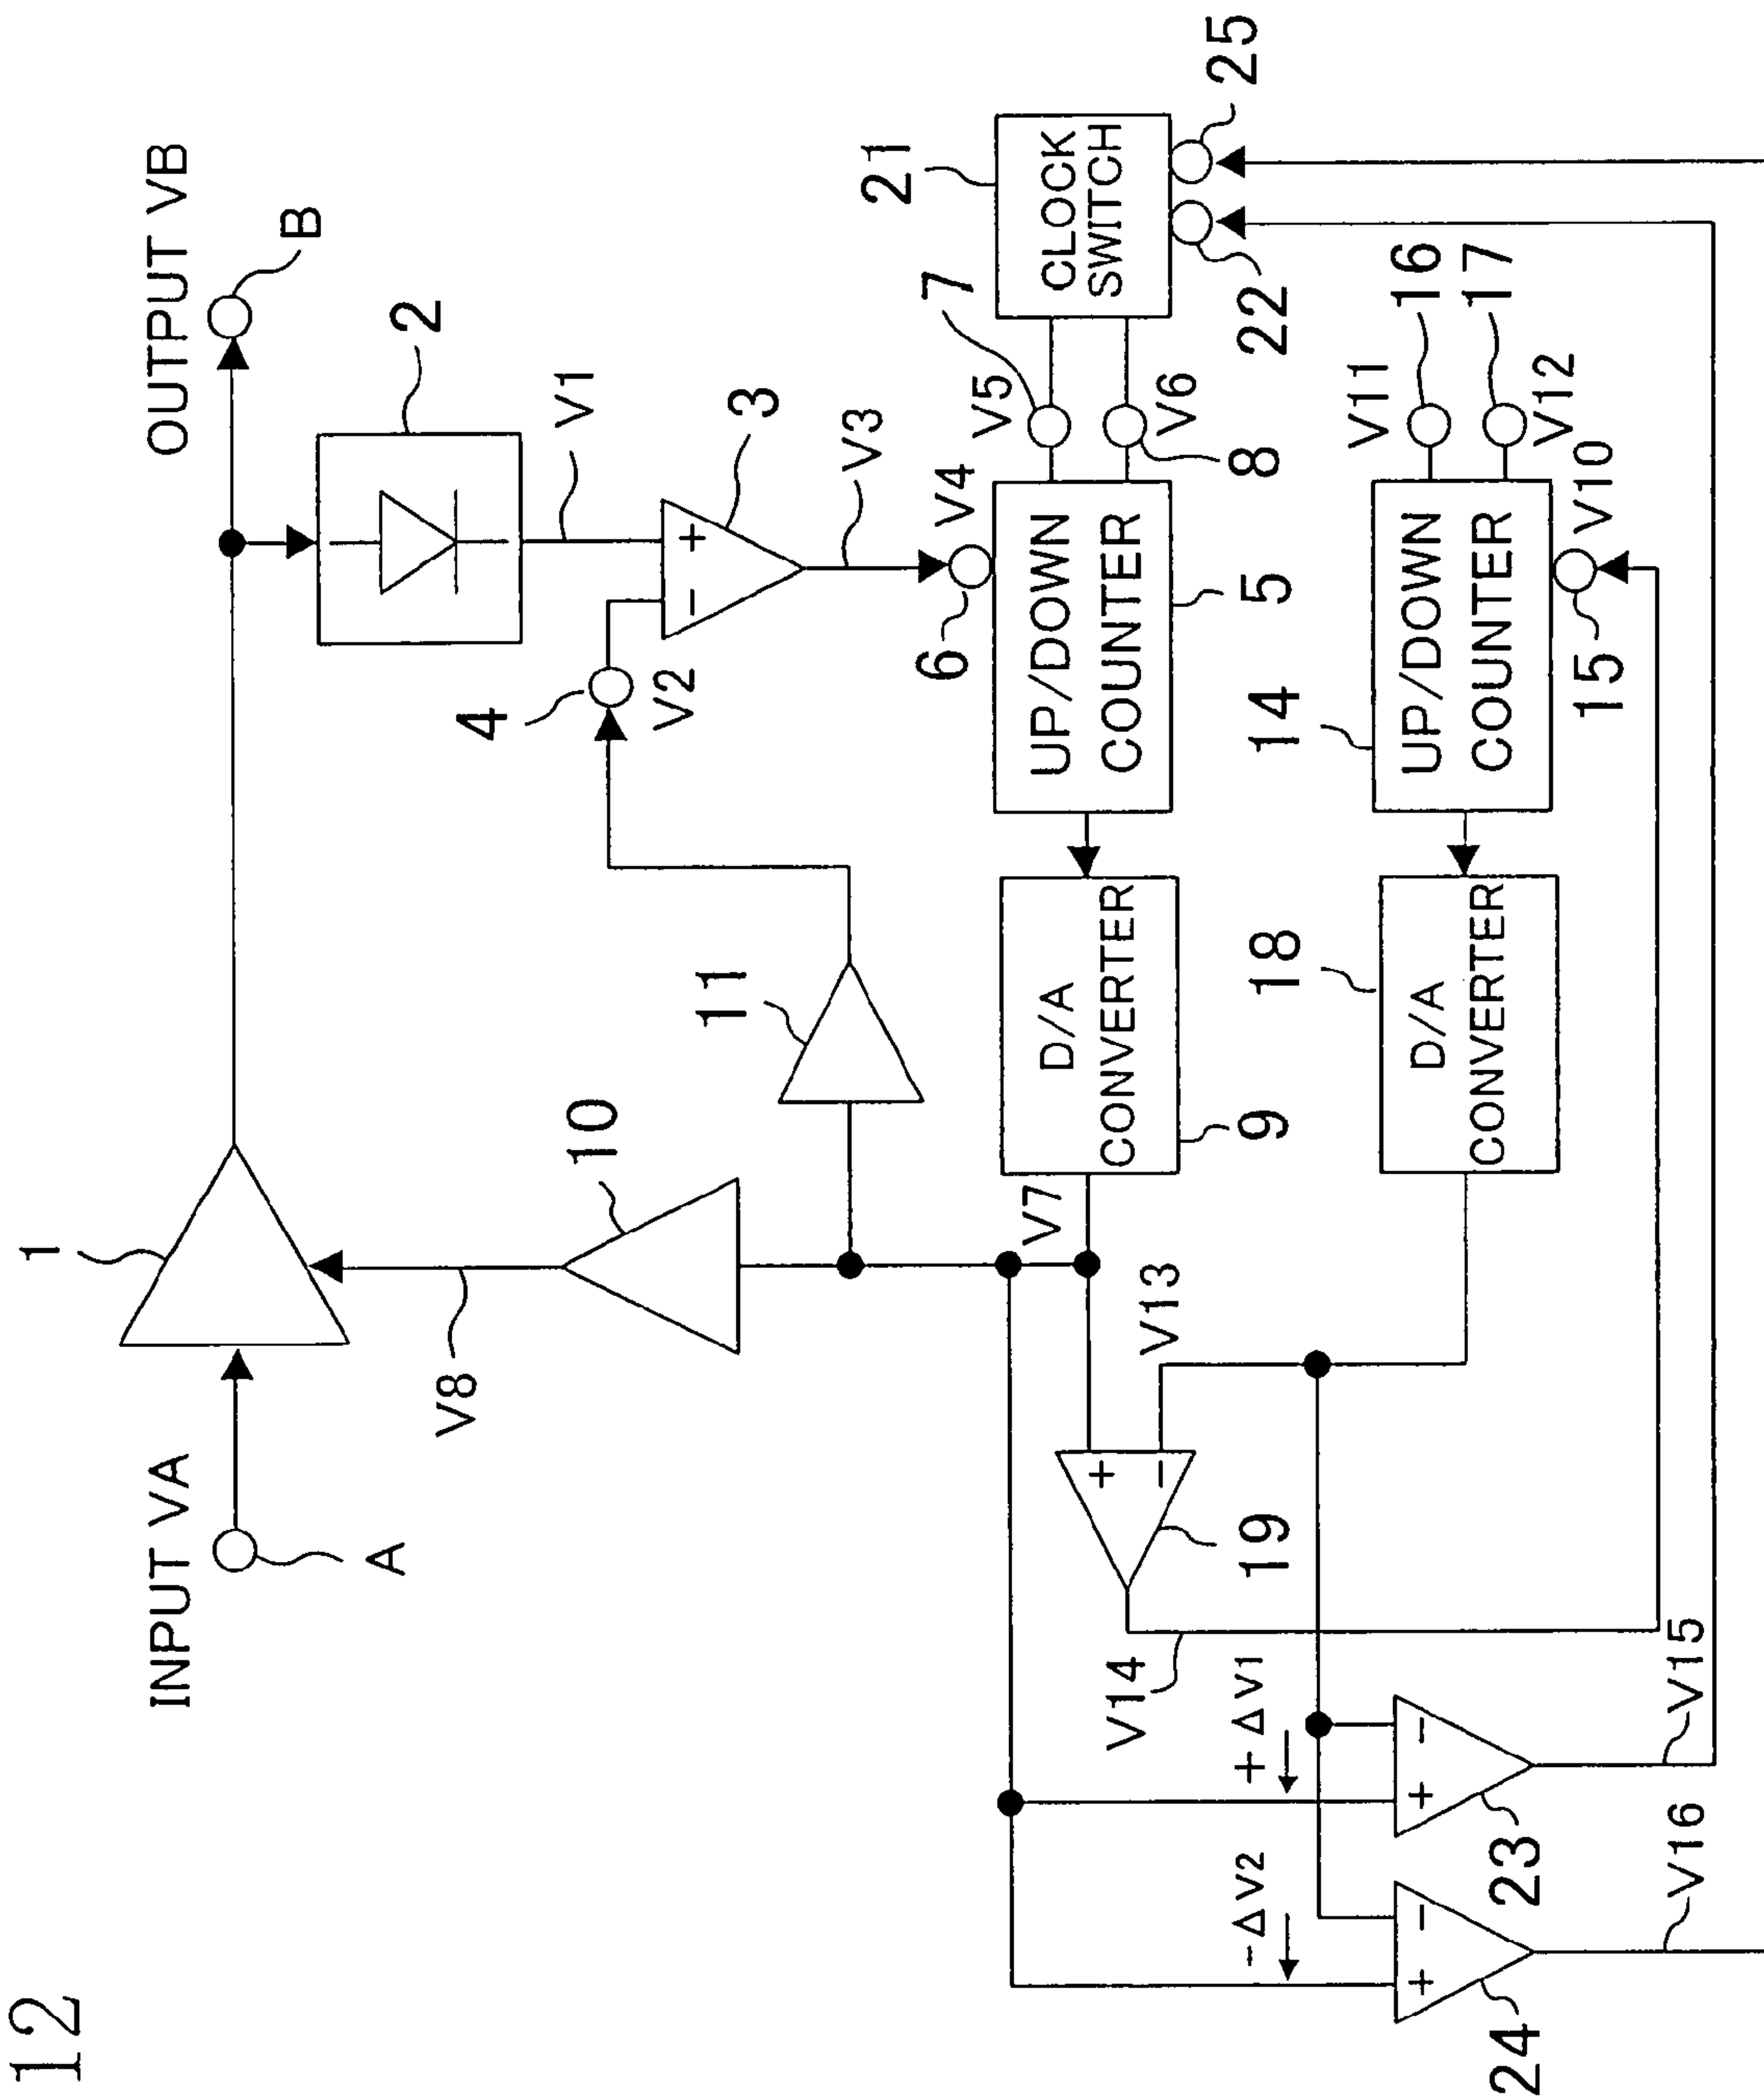 12
INPUT VA
A
1
V8
10
11
OUTPUT VB
B
2
V1
4
V2
−
+
3
V3
6
V4
UP/DOWN
COUNTER
5
7
V5
V6
8
CLOCK
SWITCH
21
22
25
D/A
CONVERTER
9
V7
V13
+
−
19
V14
14
UP/DOWN
COUNTER
V11
16
17
V12
V10
15
18
D/A
CONVERTER
-ΔV2
+ΔV1
+
−
24
V16
+
−
23
V15